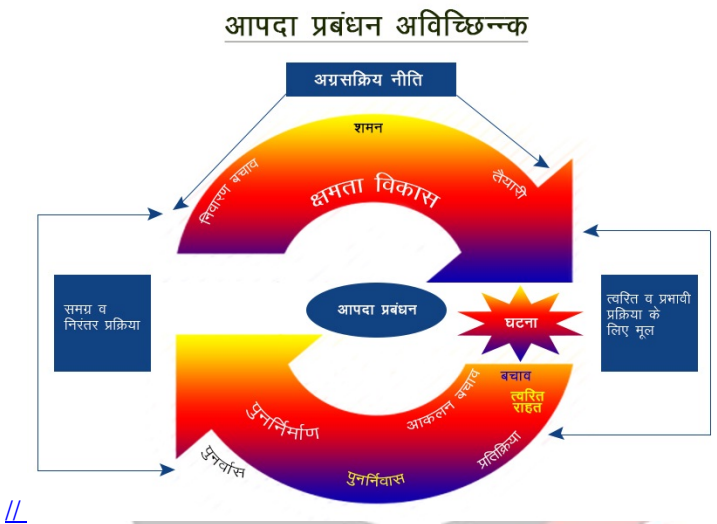 आपदा प्रबंधन अविच्छिन्न्क
अग्रसक्रिय नीति
शमन
निवारण बचाव
क्षमता विकास
तैयारी
समग्र व
निरंतर प्रक्रिया
आपदा प्रबंधन
घटना
त्वरित व प्रभावी
प्रक्रिया के
लिए मूल
बचाव
त्वरित
राहत
आकलन बचाव
प्रतिक्रिया
पुनर्निर्माण
पुनर्वास
पुनर्निवास
//